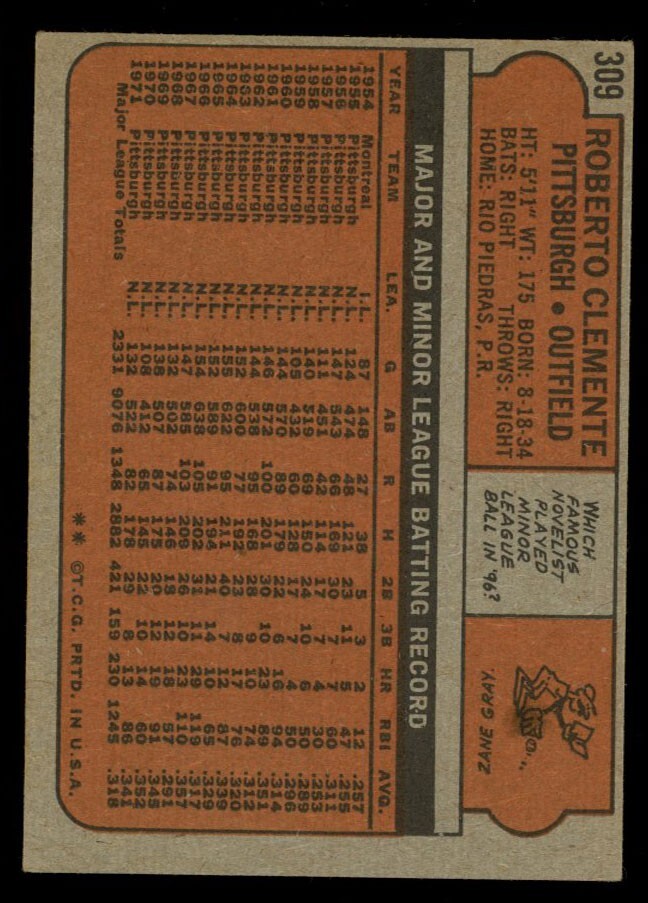 309
ROBERTO CLEMENTE
PITTSBURGH • OUTFIELD
HT: 5'11" WT: 175 BORN: 8-18-34
BATS: RIGHT THROWS: RIGHT
HOME: RIO PIEDRAS, P.R.
WHICH
FAMOUS
NOVELIST
PLAYED
MINOR
LEAGUE
BALL IN '96?
ZANE GRAY.
MAJOR AND MINOR LEAGUE BATTING RECORD
YEAR TEAM LEA. G AB R H 2B 3B HR RBI AVG.
1954 Montreal I.L. 87 148 27 38 5 3 2 12 .257
1955 Pittsburgh N.L. 124 474 48 121 23 11 5 47 .255
1956 Pittsburgh N.L. 147 543 66 169 30 7 7 60 .311
1957 Pittsburgh N.L. 111 451 42 114 17 7 4 30 .253
1958 Pittsburgh N.L. 140 519 69 150 24 10 6 50 .289
1959 Pittsburgh N.L. 105 432 60 128 17 7 4 50 .296
1960 Pittsburgh N.L. 144 570 89 179 22 6 16 94 .314
1961 Pittsburgh N.L. 146 572 100 201 30 10 23 89 .351
1962 Pittsburgh N.L. 144 538 95 168 28 9 10 74 .312
1963 Pittsburgh N.L. 152 600 77 192 23 8 17 76 .320
1964 Pittsburgh N.L. 155 622 95 211 40 7 12 87 .339
1965 Pittsburgh N.L. 152 589 91 194 21 14 10 65 .329
1966 Pittsburgh N.L. 154 638 105 202 31 11 29 119 .317
1967 Pittsburgh N.L. 147 585 103 209 26 10 23 110 .357
1968 Pittsburgh N.L. 132 502 74 146 18 12 18 57 .291
1969 Pittsburgh N.L. 138 507 87 175 20 12 19 91 .345
1970 Pittsburgh N.L. 108 412 65 145 22 10 14 60 .352
1971 Pittsburgh N.L. 132 522 82 178 29 8 13 86 .341
Major League Totals 2331 9076 1348 2882 421 159 230 1245 .318
** ©T.C.G. PRTD. IN U.S.A.